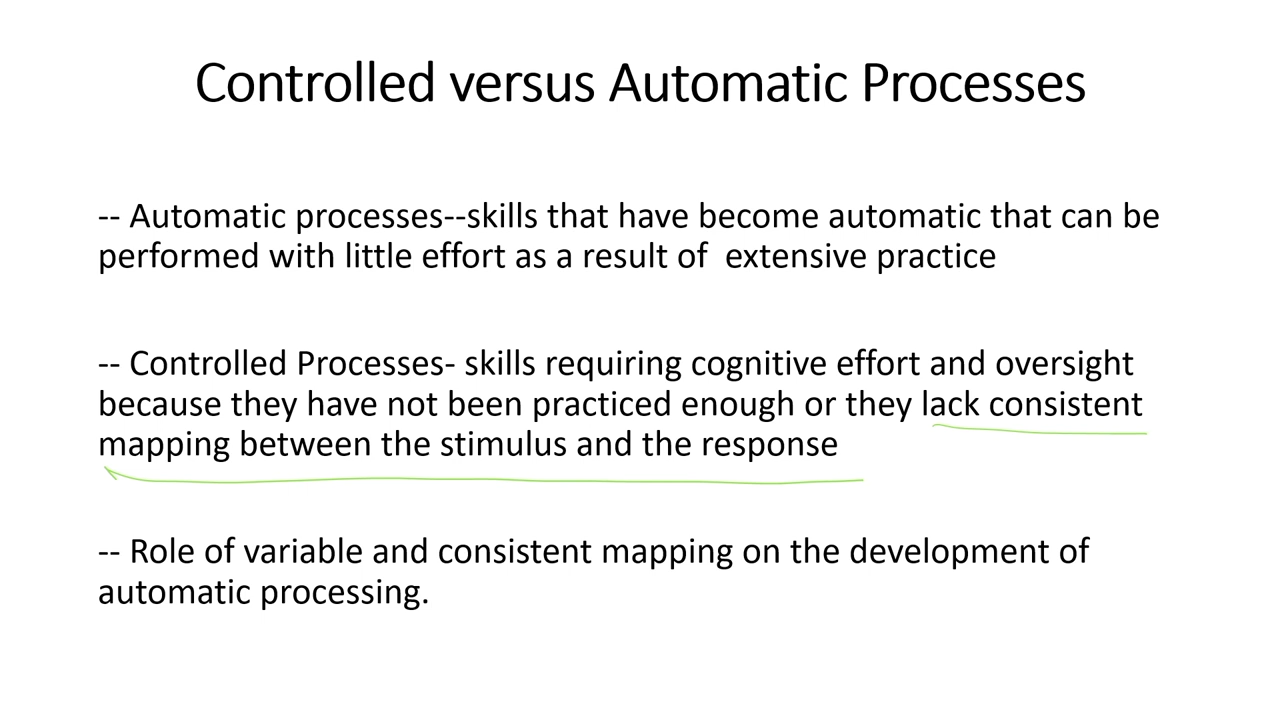 Controlled versus Automatic Processes
-- Automatic processes--skills that have become automatic that can be
performed with little effort as a result of  extensive practice
-- Controlled Processes- skills requiring cognitive effort and oversight
because they have not been practiced enough or they lack consistent
mapping between the stimulus and the response
-- Role of variable and consistent mapping on the development of
automatic processing.